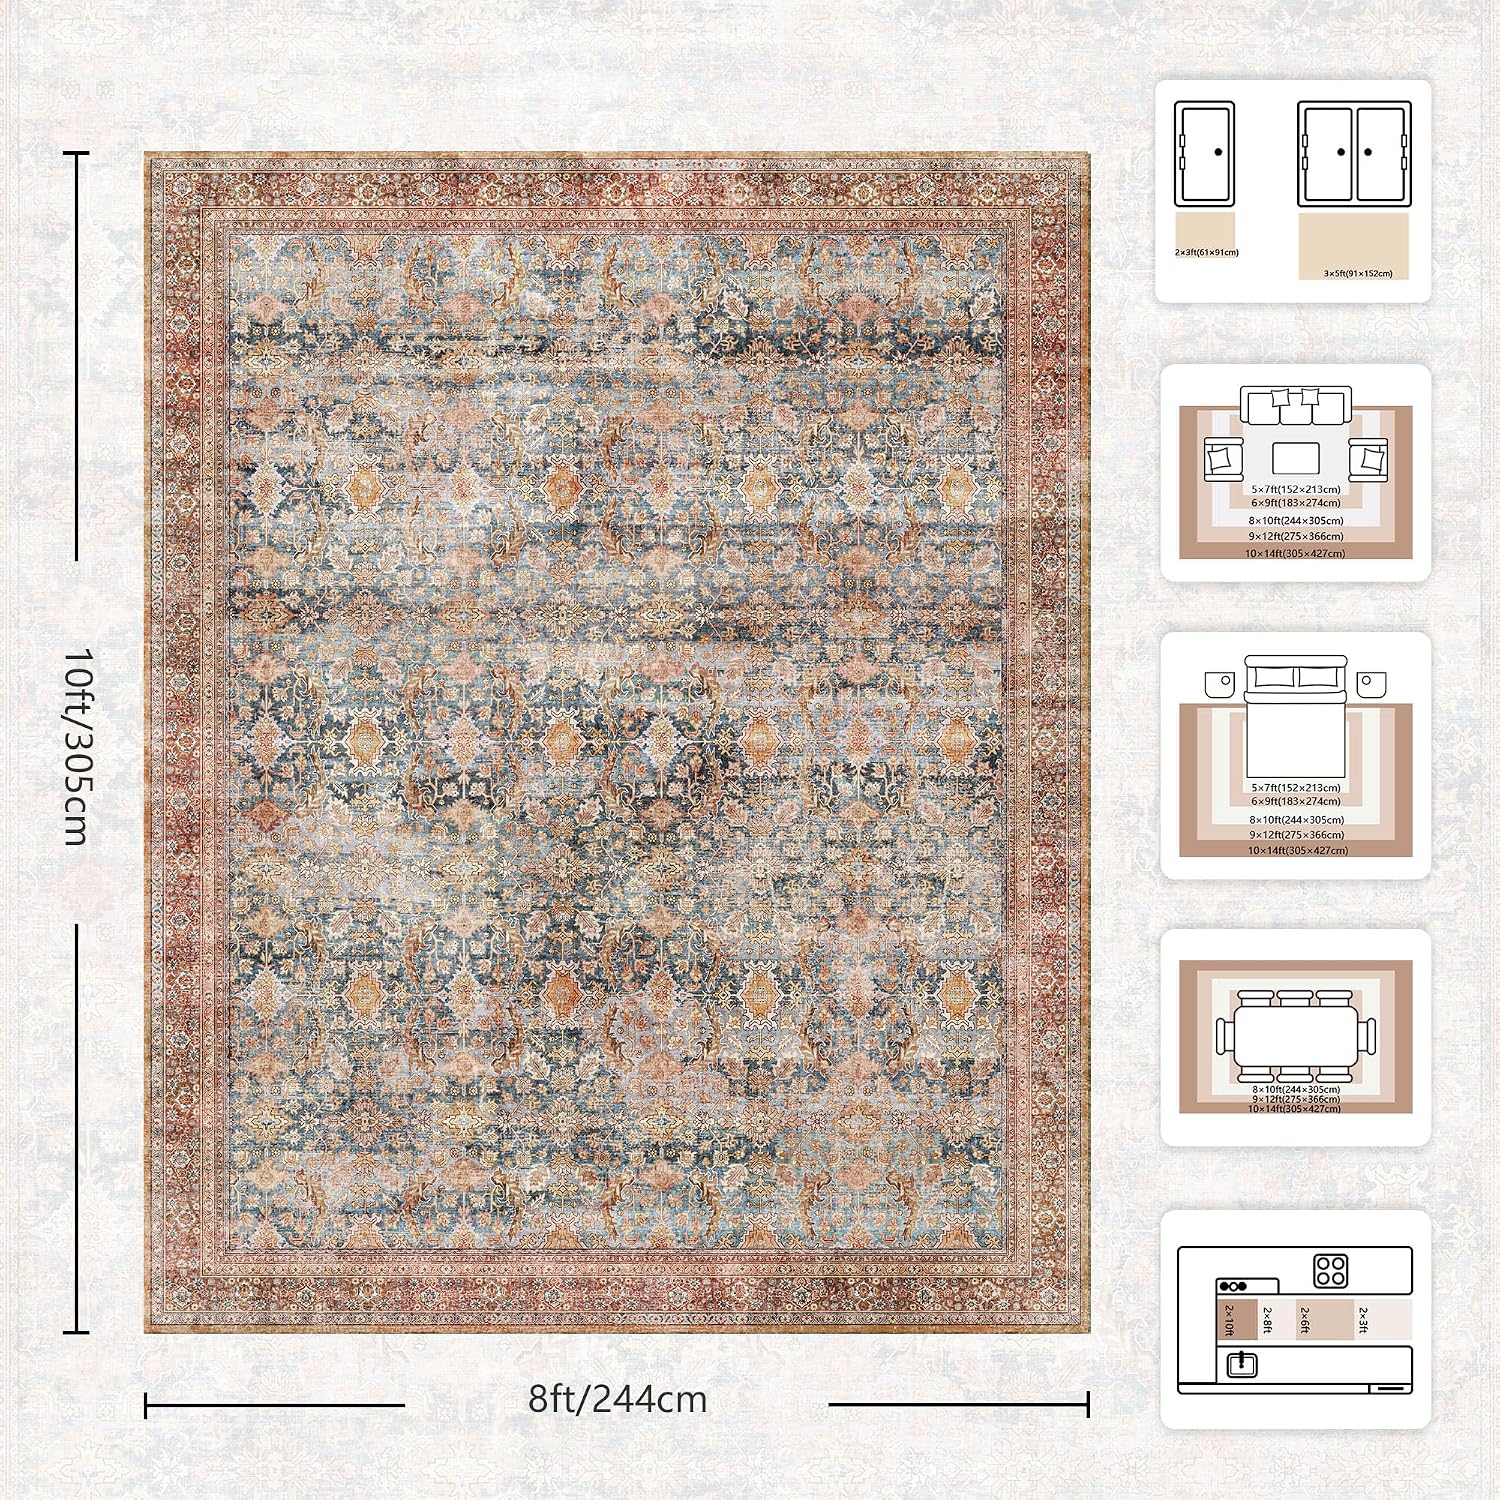 10ft/305cm
8ft/244cm
2×3ft(61×91cm)
3×5ft(91×152cm)
5×7ft(152×213cm)
6×9ft(183×274cm)
8×10ft(244×305cm)
9×12ft(275×366cm)
10×14ft(305×427cm)
5×7ft(152×213cm)
6×9ft(183×274cm)
8×10ft(244×305cm)
9×12ft(275×366cm)
10×14ft(305×427cm)
8×10ft(244×305cm)
9×12ft(275×366cm)
10×14ft(305×427cm)
2×10ft
2×8ft
2×6ft
2×3ft